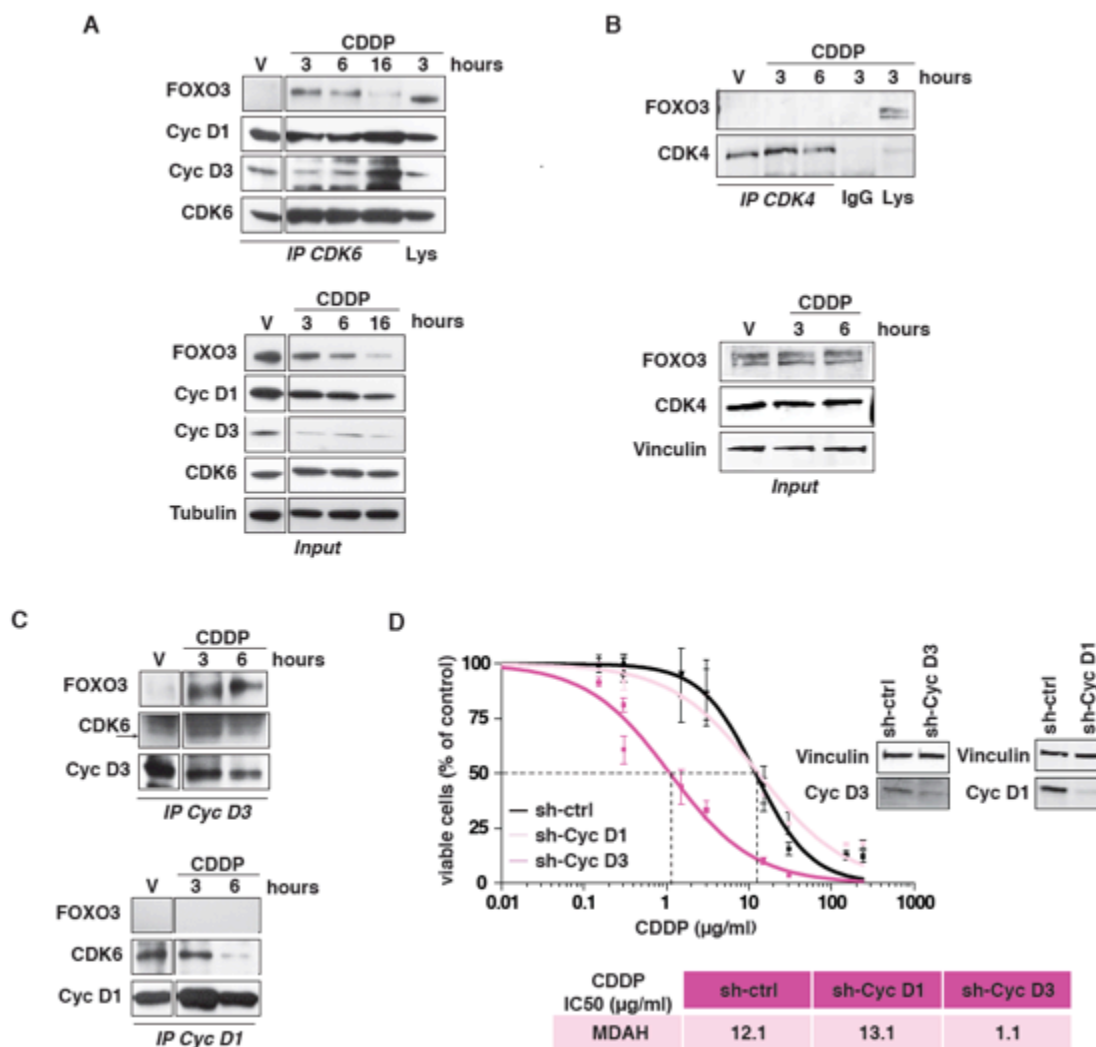 A
CDDP
V 3 6 16 3 hours
FOXO3
Cyc D1
Cyc D3
CDK6
IP CDK6 Lys
CDDP
V 3 6 16 hours
FOXO3
Cyc D1
Cyc D3
CDK6
Tubulin
Input
B
CDDP
V 3 6 3 3 hours
FOXO3
CDK4
IP CDK4 IgG Lys
CDDP
V 3 6 hours
FOXO3
CDK4
Vinculin
Input
C
CDDP
V 3 6 hours
FOXO3
CDK6
Cyc D3
IP Cyc D3
CDDP
V 3 6 hours
FOXO3
CDK6
Cyc D1
IP Cyc D1
D
viable cells (% of control)
100
75
50
25
0
sh-ctrl
sh-Cyc D1
sh-Cyc D3
0.01 0.1 1 10 100 1000
CDDP (µg/ml)
sh-ctrl sh-Cyc D3
Vinculin
Cyc D3
sh-ctrl sh-Cyc D1
Vinculin
Cyc D1
CDDP
IC50 (µg/ml) sh-ctrl sh-Cyc D1 sh-Cyc D3
MDAH 12.1 13.1 1.1